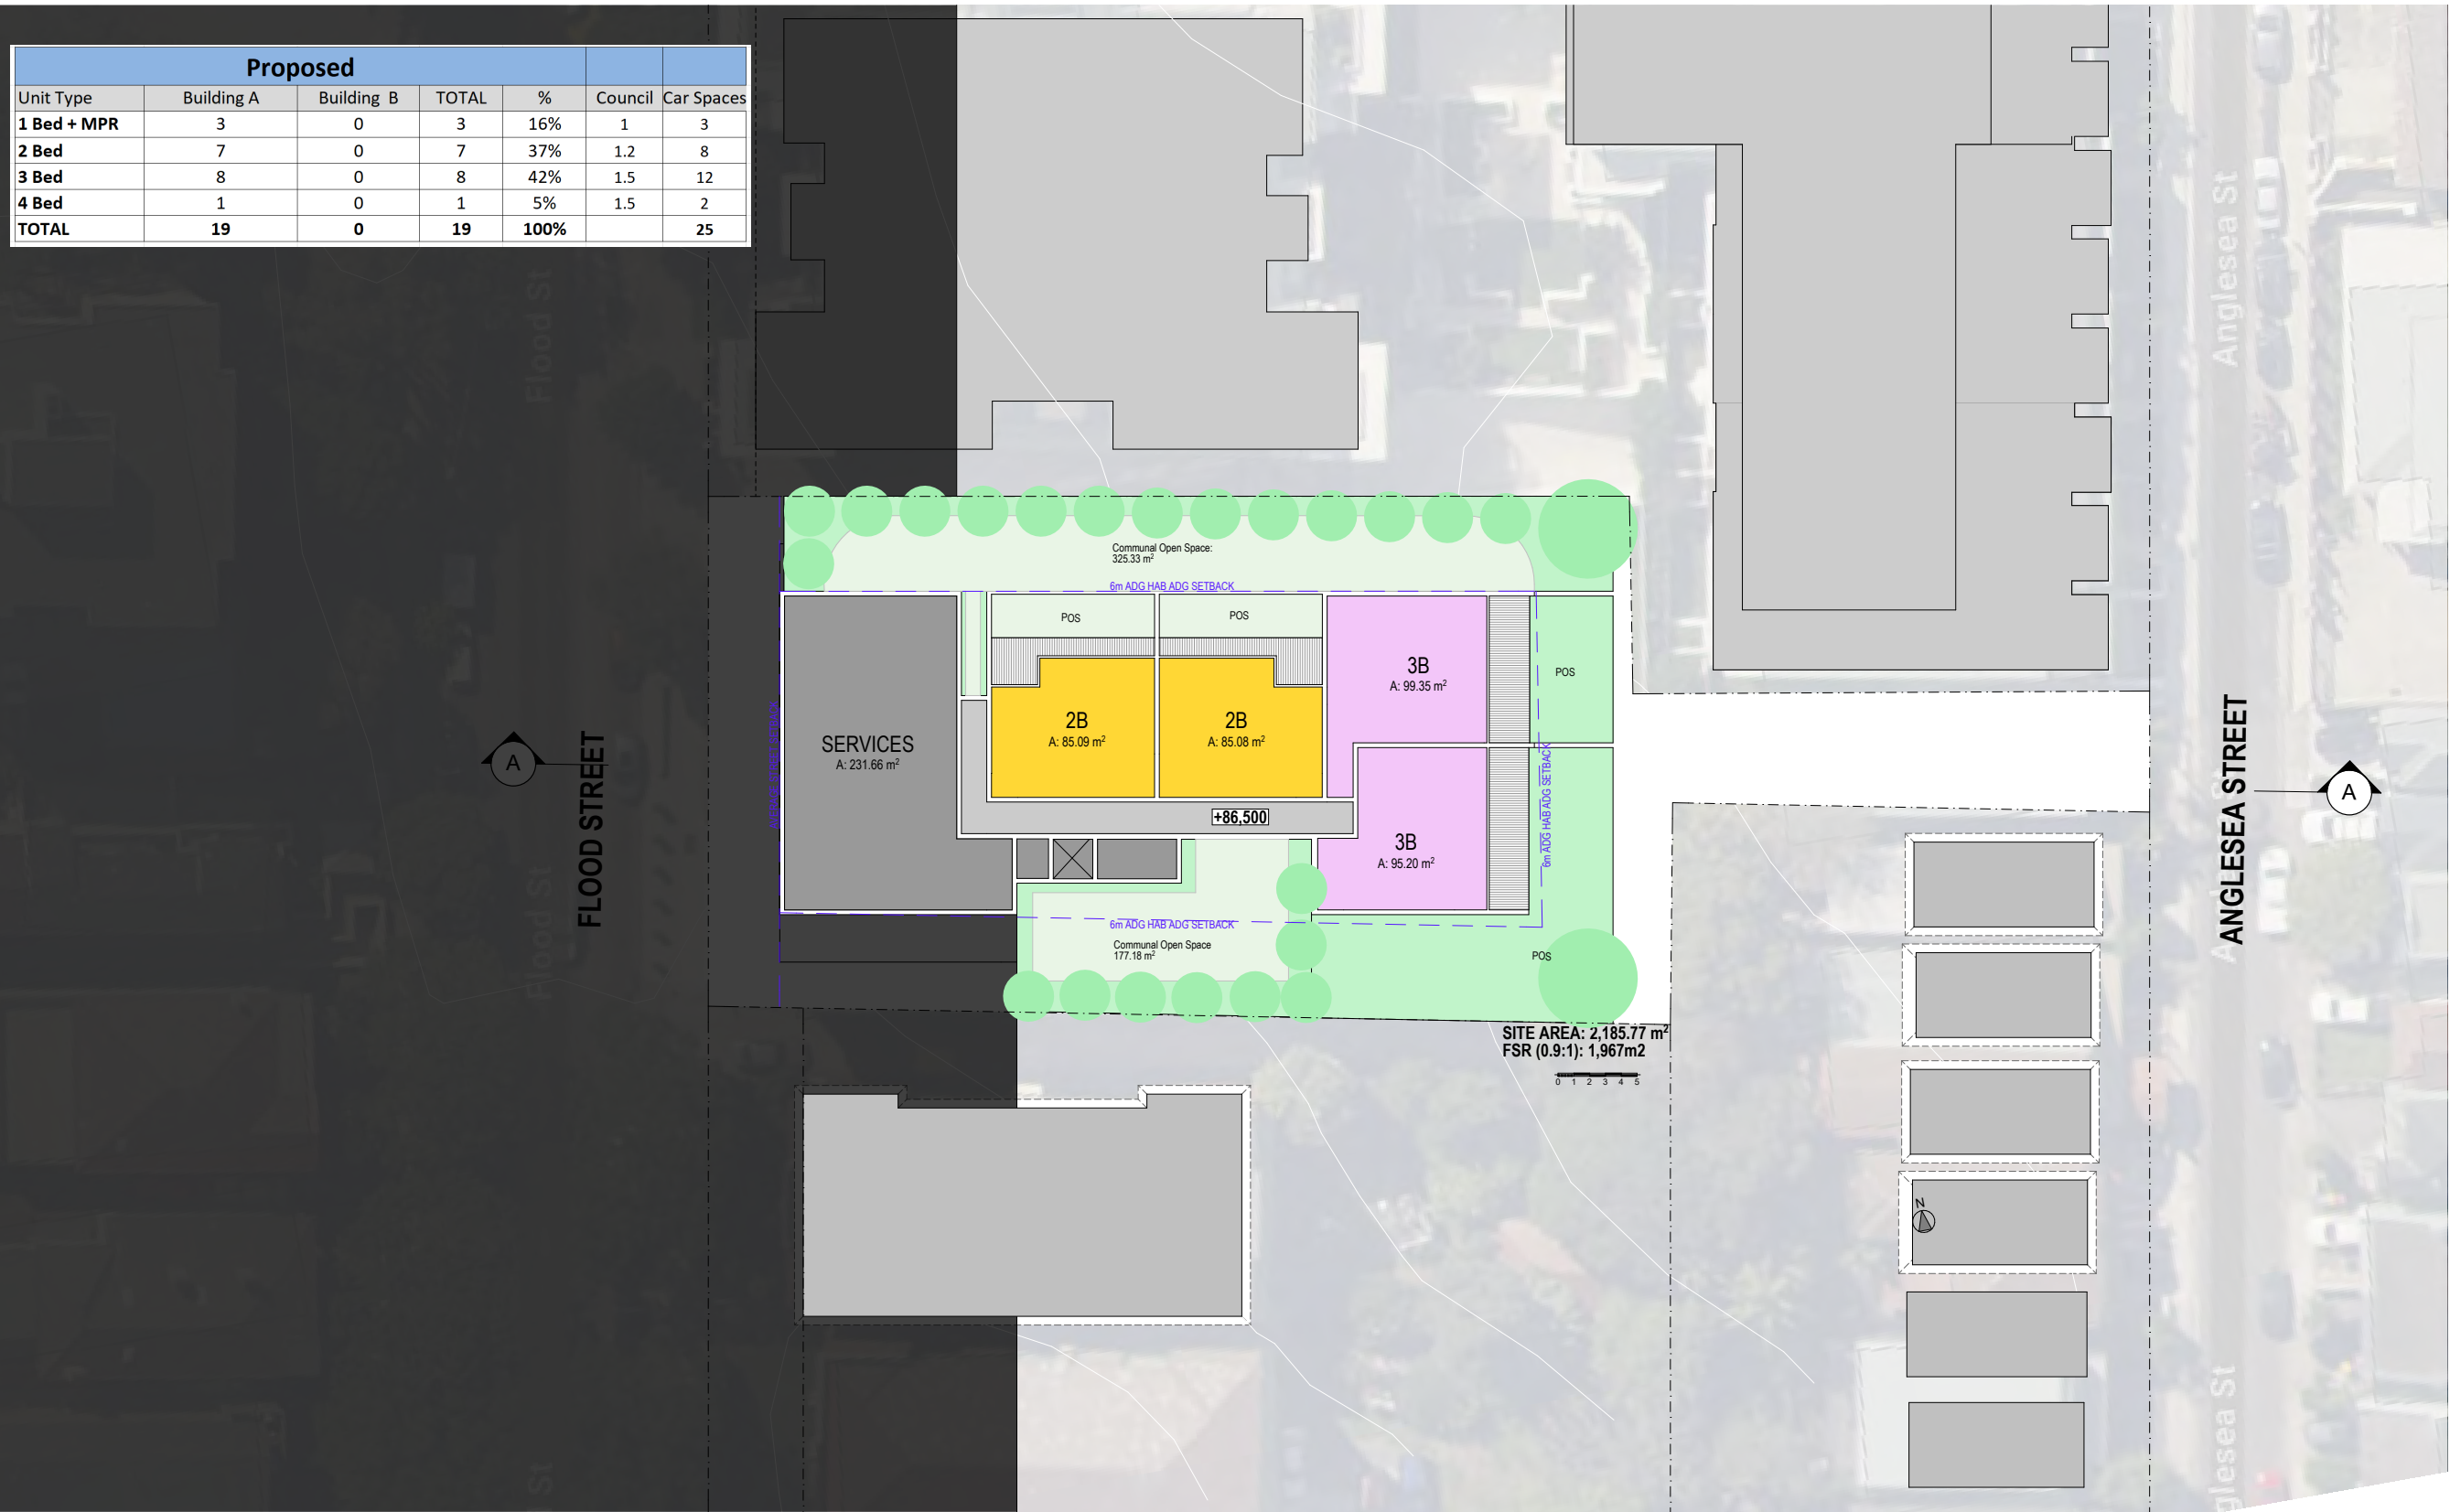 Proposed
Unit Type Building A Building B TOTAL % Council Car Spaces
1 Bed + MPR 3 0 3 16% 1 3
2 Bed 7 0 7 37% 1.2 8
3 Bed 8 0 8 42% 1.5 12
4 Bed 1 0 1 5% 1.5 2
TOTAL 19 0 19 100% 25
Flood St
Anglesea St
Communal Open Space:
325.33 m²
6m ADG HAB ADG SETBACK
POS
POS
3B
A: 99.35 m²
POS
2B
A: 85.09 m²
2B
A: 85.08 m²
SERVICES
A: 231.66 m²
A
FLOOD STREET
ANGLESEA STREET
A
+86,500
3B
A: 95.20 m²
6m ADG HAB ADG SETBACK
Flood St
6m ADG HAB ADG SETBACK
Communal Open Space
177.18 m²
POS
SITE AREA: 2,185.77 m²
FSR (0.9:1): 1,967m2
0 1 2 3 4 5
N